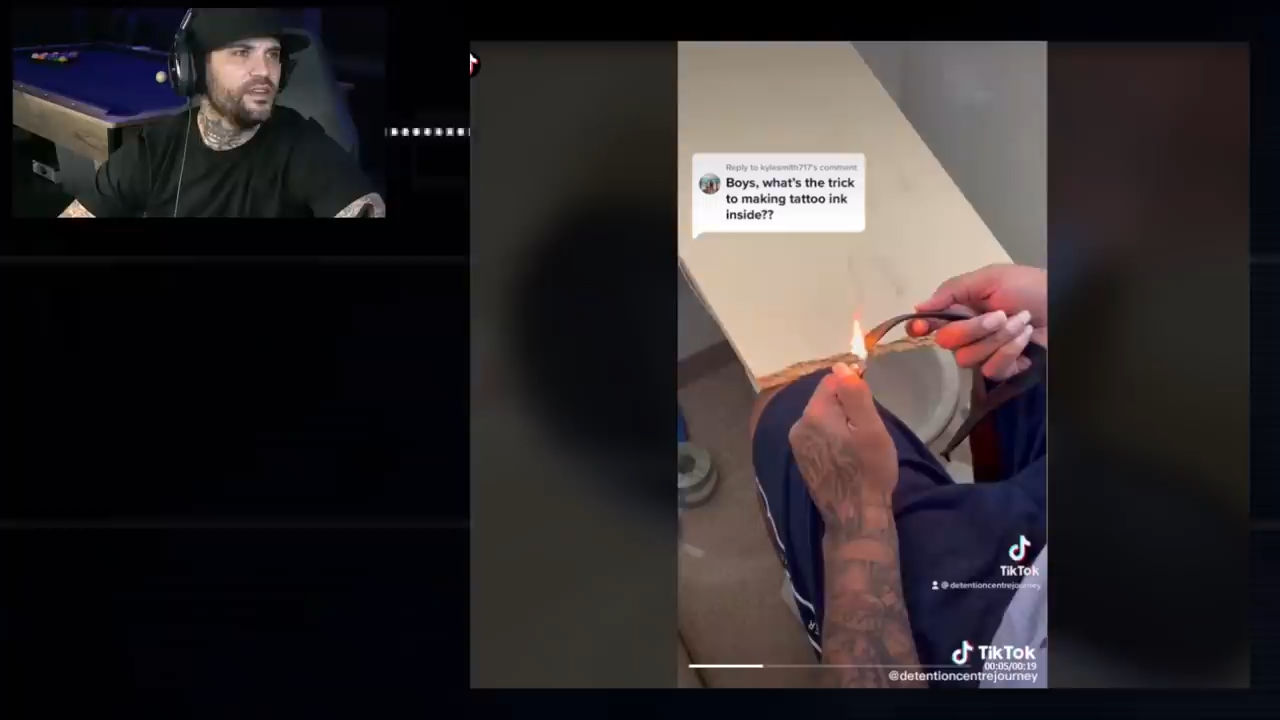 Reply to kylesmith717's comment
Boys, what's the trick
to making tattoo ink
inside??
TikTok
@detentioncentrejourney
TikTok
00:05/00:19
@detentioncentrejourney